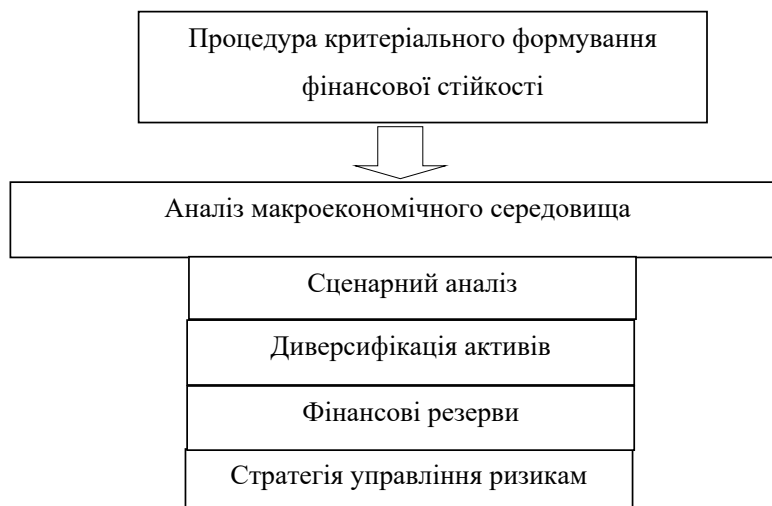 Процедура критеріального формування
фінансової стійкості
Аналіз макроекономічного середовища
Сценарний аналіз
Диверсифікація активів
Фінансові резерви
Стратегія управління ризикам